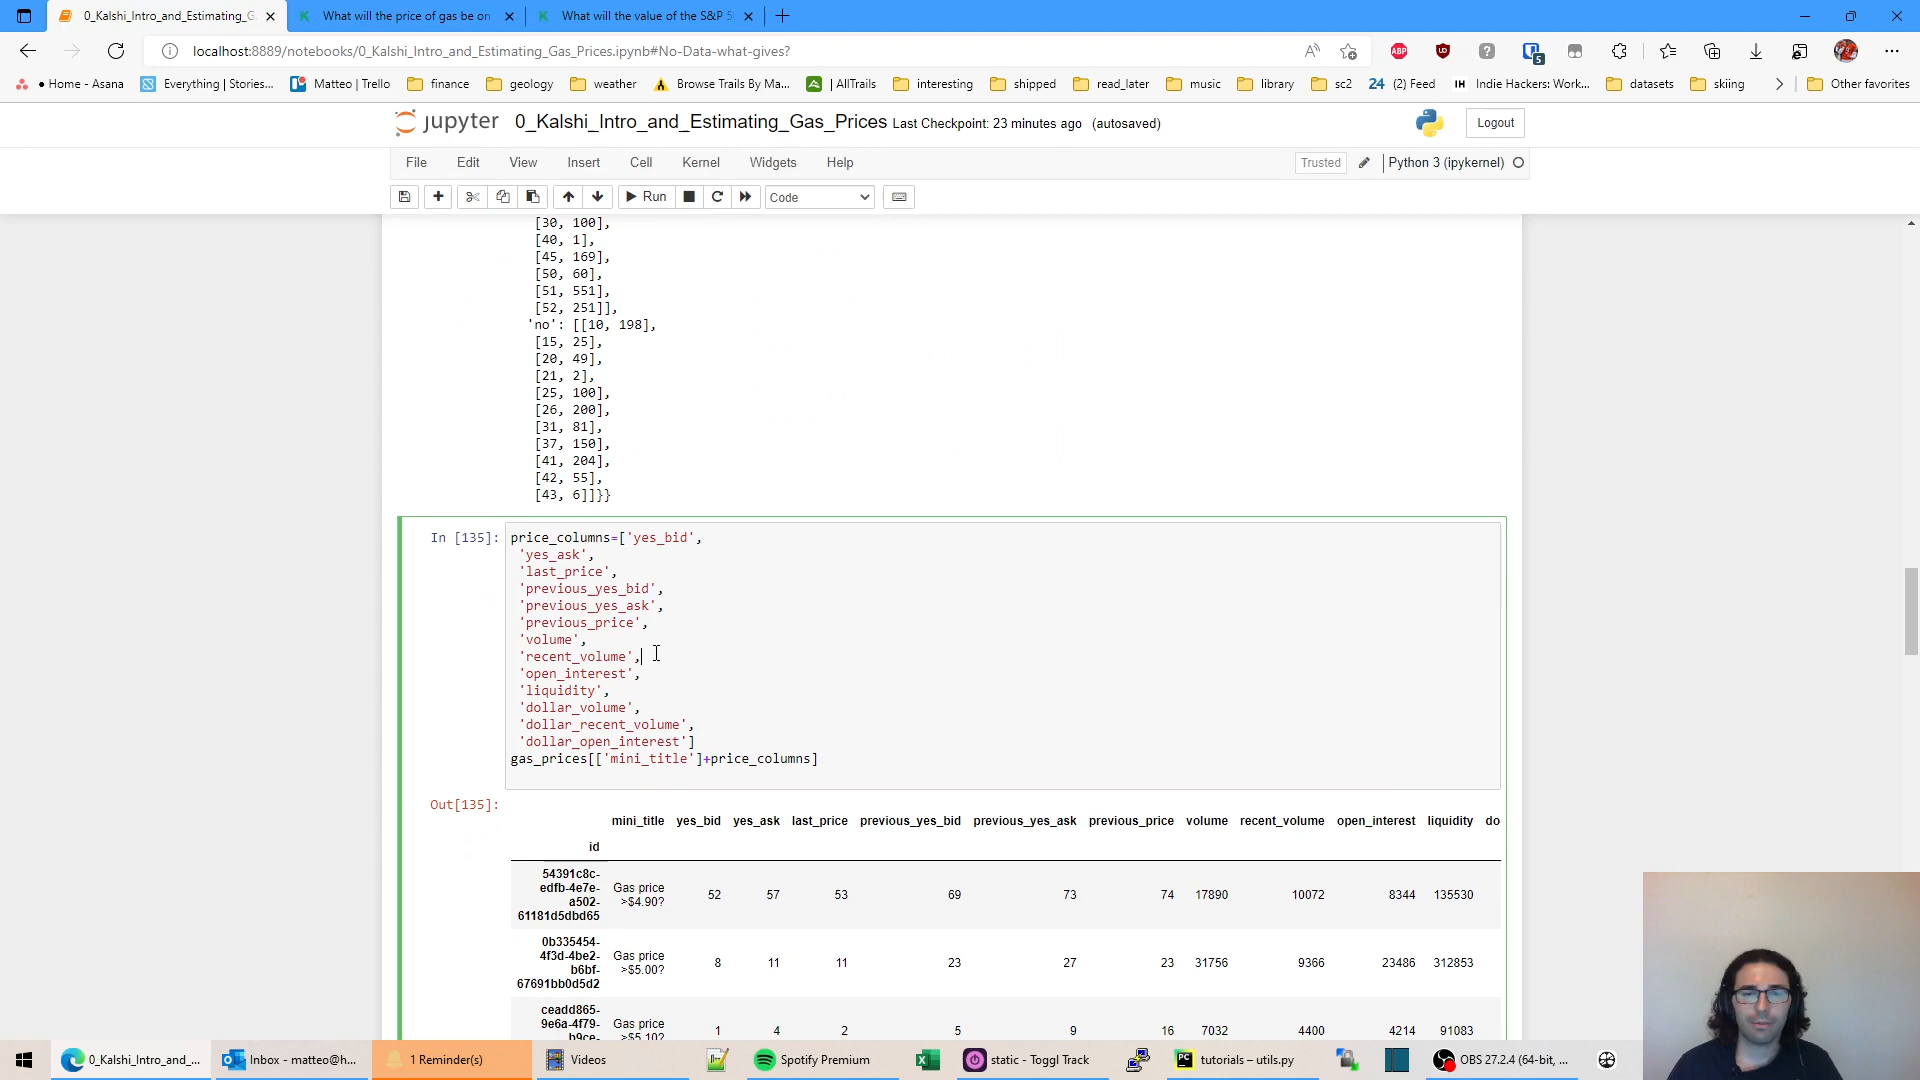 0_Kalshi_Intro_and_Estimating_G
What will the price of gas be on
What will the value of the S&P 5
localhost:8889/notebooks/0_Kalshi_Intro_and_Estimating_Gas_Prices.ipynb#No-Data-what-gives?
• Home - Asana
Everything | Stories...
Matteo | Trello
finance
geology
weather
Browse Trails By Ma...
| AllTrails
interesting
shipped
read_later
music
library
sc2
24 (2) Feed
IH Indie Hackers: Work...
datasets
skiing
Other favorites
jupyter 0_Kalshi_Intro_and_Estimating_Gas_Prices Last Checkpoint: 23 minutes ago (autosaved)
Logout
File Edit View Insert Cell Kernel Widgets Help
Trusted
Python 3 (ipykernel)
Run
Code
[30, 100],
[40, 1],
[45, 169],
[50, 60],
[51, 551],
[52, 251]],
'no': [[10, 198],
[15, 25],
[20, 49],
[21, 2],
[25, 100],
[26, 200],
[31, 81],
[37, 150],
[41, 204],
[42, 55],
[43, 6]]}}
In [135]: price_columns=['yes_bid',
'yes_ask',
'last_price',
'previous_yes_bid',
'previous_yes_ask',
'previous_price',
'volume',
'recent_volume',
'open_interest',
'liquidity',
'dollar_volume',
'dollar_recent_volume',
'dollar_open_interest']
gas_prices[['mini_title']+price_columns]
Out[135]:
mini_title yes_bid yes_ask last_price previous_yes_bid previous_yes_ask previous_price volume recent_volume open_interest liquidity do
id
54391c8c-edfb-4e7e-a502-61181d5dbd65 Gas price >$4.90? 52 57 53 69 73 74 17890 10072 8344 135530
0b335454-4f3d-4be2-b6bf-67691bb0d5d2 Gas price >$5.00? 8 11 11 23 27 23 31756 9366 23486 312853
ceadd865-9e6a-4f79-b9ce- Gas price >$5.10? 1 4 2 5 9 16 7032 4400 4214 91083
0_Kalshi_Intro_and_...
Inbox - matteo@h...
1 Reminder(s)
Videos
Spotify Premium
static - Toggl Track
tutorials – utils.py
OBS 27.2.4 (64-bit, ...